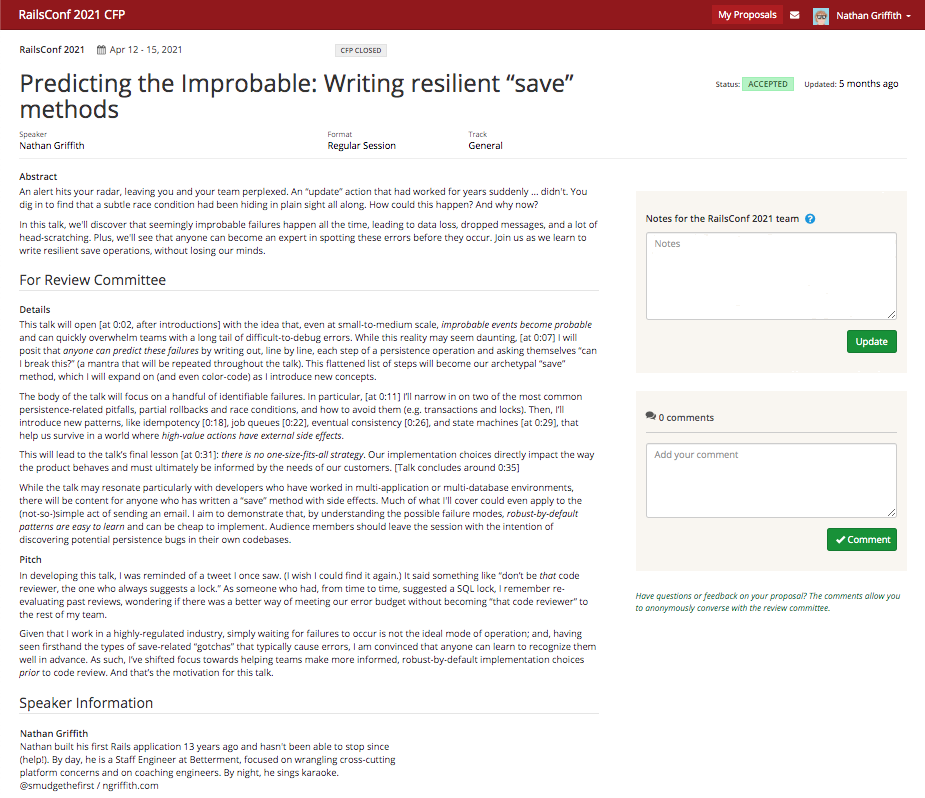 RailsConf 2021 CFP
My Proposals
Nathan Griffith
RailsConf 2021
Apr 12 - 15, 2021
CFP CLOSED
Predicting the Improbable: Writing resilient “save”
methods
Status: ACCEPTED
Updated: 5 months ago
Speaker
Nathan Griffith
Format
Regular Session
Track
General
Abstract
An alert hits your radar, leaving you and your team perplexed. An “update” action that had worked for years suddenly ... didn't. You
dig in to find that a subtle race condition had been hiding in plain sight all along. How could this happen? And why now?
In this talk, we'll discover that seemingly improbable failures happen all the time, leading to data loss, dropped messages, and a lot of
head-scratching. Plus, we'll see that anyone can become an expert in spotting these errors before they occur. Join us as we learn to
write resilient save operations, without losing our minds.
For Review Committee
Details
This talk will open [at 0:02, after introductions] with the idea that, even at small-to-medium scale, improbable events become probable
and can quickly overwhelm teams with a long tail of difficult-to-debug errors. While this reality may seem daunting, [at 0:07] I will
posit that anyone can predict these failures by writing out, line by line, each step of a persistence operation and asking themselves “can
I break this?” (a mantra that will be repeated throughout the talk). This flattened list of steps will become our archetypal “save”
method, which I will expand on (and even color-code) as I introduce new concepts.
The body of the talk will focus on a handful of identifiable failures. In particular, [at 0:11] I’ll narrow in on two of the most common
persistence-related pitfalls, partial rollbacks and race conditions, and how to avoid them (e.g. transactions and locks). Then, I’ll
introduce new patterns, like idempotency [0:18], job queues [0:22], eventual consistency [0:26], and state machines [at 0:29], that
help us survive in a world where high-value actions have external side effects.
This will lead to the talk’s final lesson [at 0:31]: there is no one-size-fits-all strategy. Our implementation choices directly impact the way
the product behaves and must ultimately be informed by the needs of our customers. [Talk concludes around 0:35]
While the talk may resonate particularly with developers who have worked in multi-application or multi-database environments,
there will be content for anyone who has written a “save” method with side effects. Much of what I'll cover could even apply to the
(not-so-)simple act of sending an email. I aim to demonstrate that, by understanding the possible failure modes, robust-by-default
patterns are easy to learn and can be cheap to implement. Audience members should leave the session with the intention of
discovering potential persistence bugs in their own codebases.
Pitch
In developing this talk, I was reminded of a tweet I once saw. (I wish I could find it again.) It said something like “don’t be that code
reviewer, the one who always suggests a lock.” As someone who had, from time to time, suggested a SQL lock, I remember re-
evaluating past reviews, wondering if there was a better way of meeting our error budget without becoming “that code reviewer” to
the rest of my team.
Given that I work in a highly-regulated industry, simply waiting for failures to occur is not the ideal mode of operation; and, having
seen firsthand the types of save-related “gotchas” that typically cause errors, I am convinced that anyone can learn to recognize them
well in advance. As such, I’ve shifted focus towards helping teams make more informed, robust-by-default implementation choices
prior to code review. And that’s the motivation for this talk.
Speaker Information
Nathan Griffith
Nathan built his first Rails application 13 years ago and hasn't been able to stop since
(help!). By day, he is a Staff Engineer at Betterment, focused on wrangling cross-cutting
platform concerns and on coaching engineers. By night, he sings karaoke.
@smudgethefirst / ngriffith.com
Notes for the RailsConf 2021 team ?
Notes
Update
0 comments
Add your comment
Comment
Have questions or feedback on your proposal? The comments allow you
to anonymously converse with the review committee.